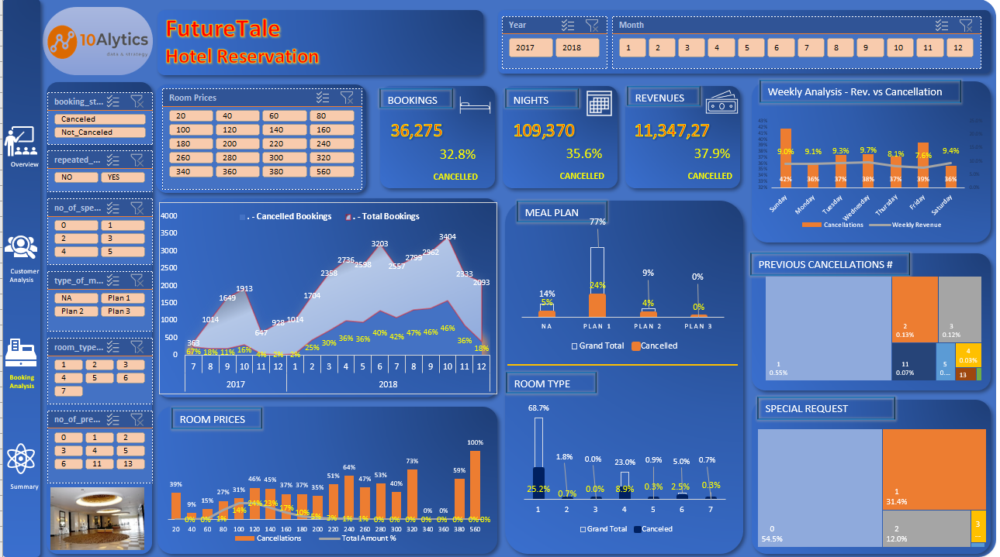 10Alytics
data & strategy
FutureTale
Hotel Reservation
Year
2017 2018
Month
1 2 3 4 5 6 7 8 9 10 11 12
Overview
Customer
Analysis
Booking
Analysis
Summary
booking_st...
Canceled
Not_Canceled
repeated_...
NO YES
no_of_spe...
0 1
2 3
4 5
type_of_m...
NA Plan 1
Plan 2 Plan 3
room_type...
1 2 3
4 5 6
7
no_of_pre...
0 1 2
3 4 5
6 11 13
Room Prices
20 40 60 80
100 120 140 160
180 200 220 240
260 280 300 320
340 360 380 560
BOOKINGS
36,275
32.8%
CANCELLED
NIGHTS
109,370
35.6%
CANCELLED
REVENUES
11,347,27
37.9%
CANCELLED
Weekly Analysis - Rev. vs Cancellation
9.0% 9.1% 9.3% 9.7% 8.1% 7.6% 9.4%
42% 36% 37% 38% 37% 39% 36%
Sunday Monday Tuesday Wednesday Thursday Friday Saturday
Cancellations Weekly Revenue
. - Cancelled Bookings . - Total Bookings
4000
3500
3000
2500
2000
1500
1000
500
0
363 1014 1649 1913 647 928 1014 1704 2358 2736 2598 3203 2557 2799 2962 3404 2333 2093
67% 18% 11% 16% 4% 2% 2% 25% 30% 36% 36% 40% 42% 47% 46% 46% 36% 18%
7 8 9 10 11 12 1 2 3 4 5 6 7 8 9 10 11 12
2017 2018
MEAL PLAN
14% 77% 9% 0%
5% 24% 4% 0%
NA PLAN 1 PLAN 2 PLAN 3
Grand Total Cancelled
PREVIOUS CANCELLATIONS #
1
0.55%
2
0.13%
3
0.12%
11
0.07%
5
0....
4
0.03%
13
ROOM PRICES
39% 9% 15% 27% 31% 46% 45% 37% 37% 35% 51% 64% 47% 53% 40% 73% 0% 0% 59% 100%
0% 0% 1% 14% 24% 23% 17% 10% 5% 3% 1% 0% 0% 0% 0% 0% 0% 0% 0%
20 40 60 80 100 120 140 160 180 200 220 240 260 280 300 320 340 360 380 560
Cancellations Total Amount %
ROOM TYPE
68.7% 1.8% 0.0% 23.0% 0.9% 5.0% 0.7%
25.2% 0.7% 0.0% 8.9% 0.3% 2.5% 0.3%
1 2 3 4 5 6 7
Grand Total Canceled
SPECIAL REQUEST
0
54.5%
1
31.4%
2
12.0%
3
...